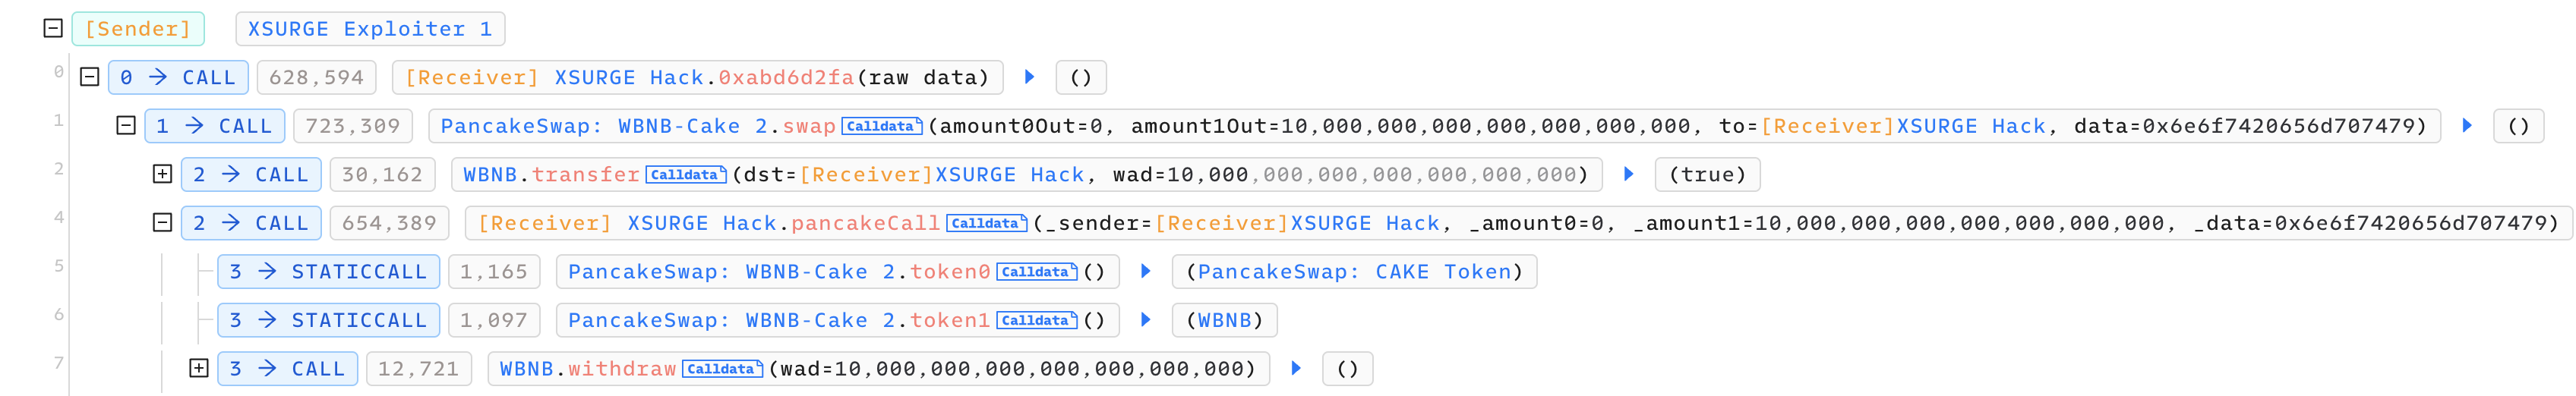 [Sender] XSURGE Exploiter 1
0 0 → CALL 628,594 [Receiver] XSURGE Hack.0xabd6d2fa(raw data) ▶ ()
1 1 → CALL 723,309 PancakeSwap: WBNB-Cake 2.swap Calldata (amount0Out=0, amount1Out=10,000,000,000,000,000,000,000, to=[Receiver]XSURGE Hack, data=0x6e6f7420656d707479) ▶ ()
2 2 → CALL 30,162 WBNB.transfer Calldata (dst=[Receiver]XSURGE Hack, wad=10,000,000,000,000,000,000,000) ▶ (true)
4 2 → CALL 654,389 [Receiver] XSURGE Hack.pancakeCall Calldata (_sender=[Receiver]XSURGE Hack, _amount0=0, _amount1=10,000,000,000,000,000,000,000, _data=0x6e6f7420656d707479)
5 3 → STATICCALL 1,165 PancakeSwap: WBNB-Cake 2.token0 Calldata () ▶ (PancakeSwap: CAKE Token)
6 3 → STATICCALL 1,097 PancakeSwap: WBNB-Cake 2.token1 Calldata () ▶ (WBNB)
7 3 → CALL 12,721 WBNB.withdraw Calldata (wad=10,000,000,000,000,000,000,000) ▶ ()